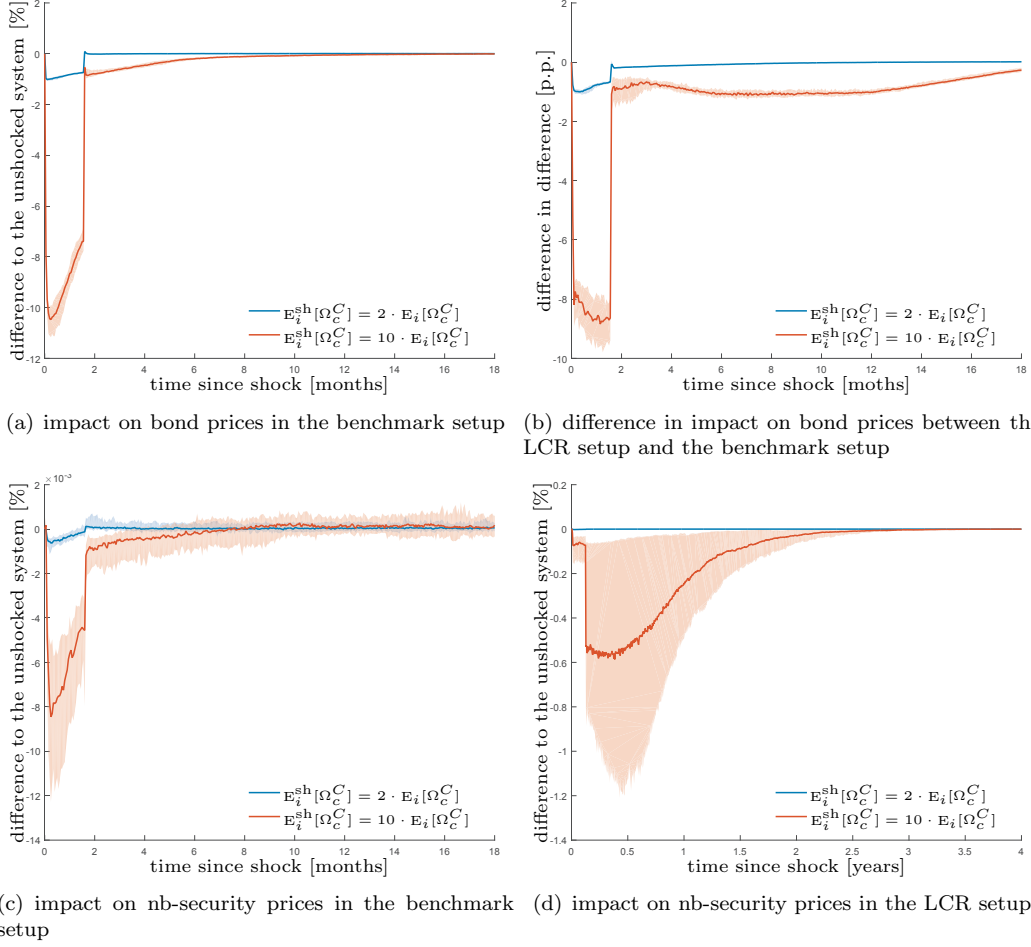 2
0
-2
-4
-6
-8
-10
-12
0 2 4 6 8 10 12 14 16 18
difference to the unshocked system [%]
time since shock [months]
E_i^sh[Ω_c^C] = 2 · E_i[Ω_c^C]
E_i^sh[Ω_c^C] = 10 · E_i[Ω_c^C]
(a) impact on bond prices in the benchmark setup
2
0
-2
-4
-6
-8
-10
0 2 4 6 8 10 12 14 16 18
difference in difference [p.p.]
time since shock [moths]
E_i^sh[Ω_c^C] = 2 · E_i[Ω_c^C]
E_i^sh[Ω_c^C] = 10 · E_i[Ω_c^C]
(b) difference in impact on bond prices between th
LCR setup and the benchmark setup
× 10⁻³
2
0
-2
-4
-6
-8
-10
-12
-14
0 2 4 6 8 10 12 14 16 18
difference to the unshocked system [%]
time since shock [months]
E_i^sh[Ω_c^C] = 2 · E_i[Ω_c^C]
E_i^sh[Ω_c^C] = 10 · E_i[Ω_c^C]
(c) impact on nb-security prices in the benchmark
setup
0.2
0
-0.2
-0.4
-0.6
-0.8
-1
-1.2
-1.4
0 0.5 1 1.5 2 2.5 3 3.5 4
difference to the unshocked system [%]
time since shock [years]
E_i^sh[Ω_c^C] = 2 · E_i[Ω_c^C]
E_i^sh[Ω_c^C] = 10 · E_i[Ω_c^C]
(d) impact on nb-security prices in the LCR setup